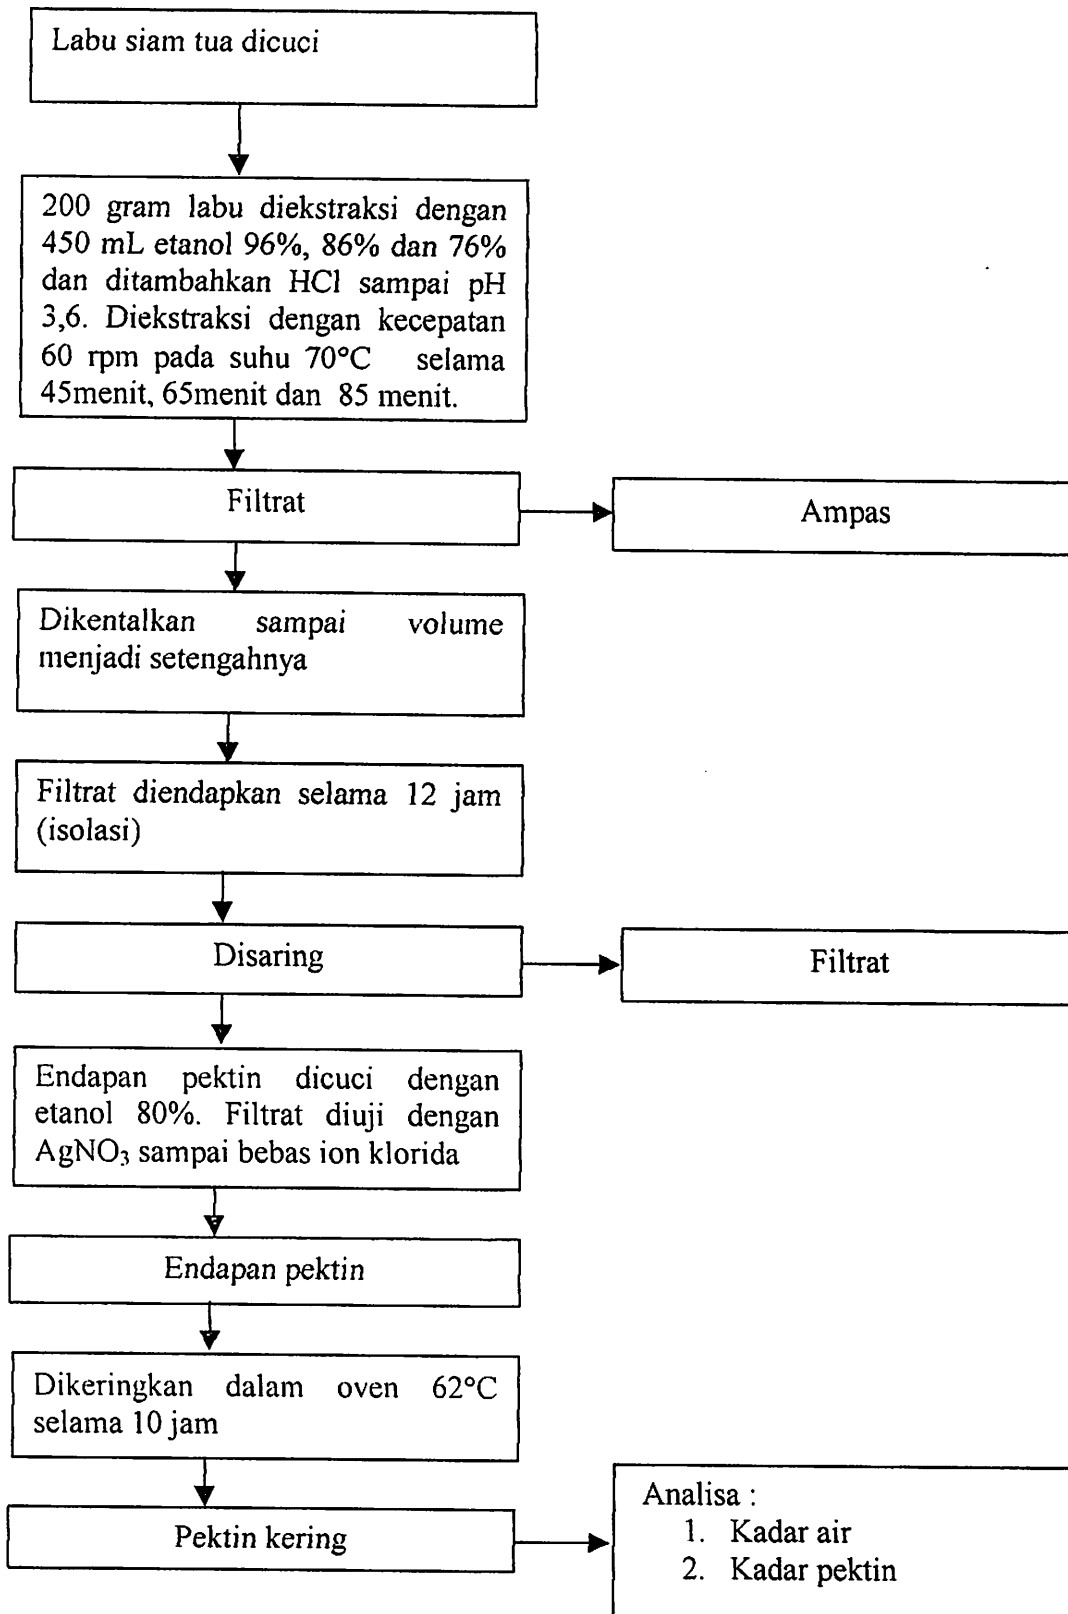 Labu siam tua dicuci
200 gram labu diekstraksi dengan
450 mL etanol 96%, 86% dan 76%
dan ditambahkan HCl sampai pH
3,6. Diekstraksi dengan kecepatan
60 rpm pada suhu 70°C selama
45menit, 65menit dan 85 menit.
Filtrat
Ampas
Dikentalkan sampai volume
menjadi setengahnya
Filtrat diendapkan selama 12 jam
(isolasi)
Disaring
Filtrat
Endapan pektin dicuci dengan
etanol 80%. Filtrat diuji dengan
AgNO₃ sampai bebas ion klorida
Endapan pektin
Dikeringkan dalam oven 62°C
selama 10 jam
Pektin kering
Analisa :
1. Kadar air
2. Kadar pektin